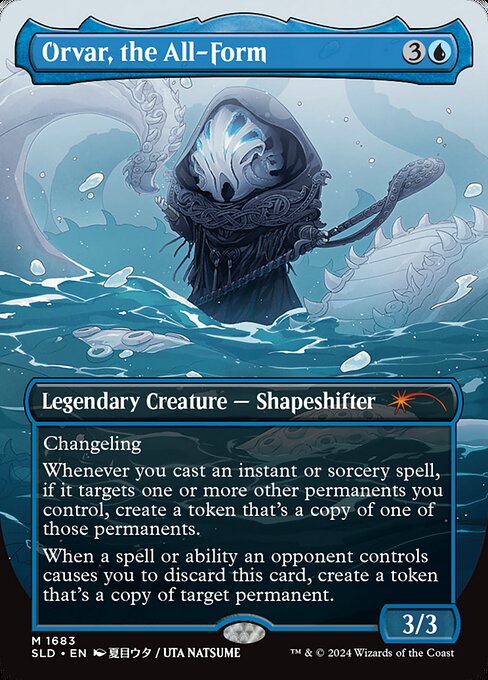 Orvar, the All-Form 3
Legendary Creature — Shapeshifter
Changeling
Whenever you cast an instant or sorcery spell,
if it targets one or more other permanents you
control, create a token that's a copy of one of
those permanents.
When a spell or ability an opponent controls
causes you to discard this card, create a token
that's a copy of target permanent.
3/3
M 1683
SLD • EN 夏目ウタ / UTA NATSUME ™ & © 2024 Wizards of the Coast